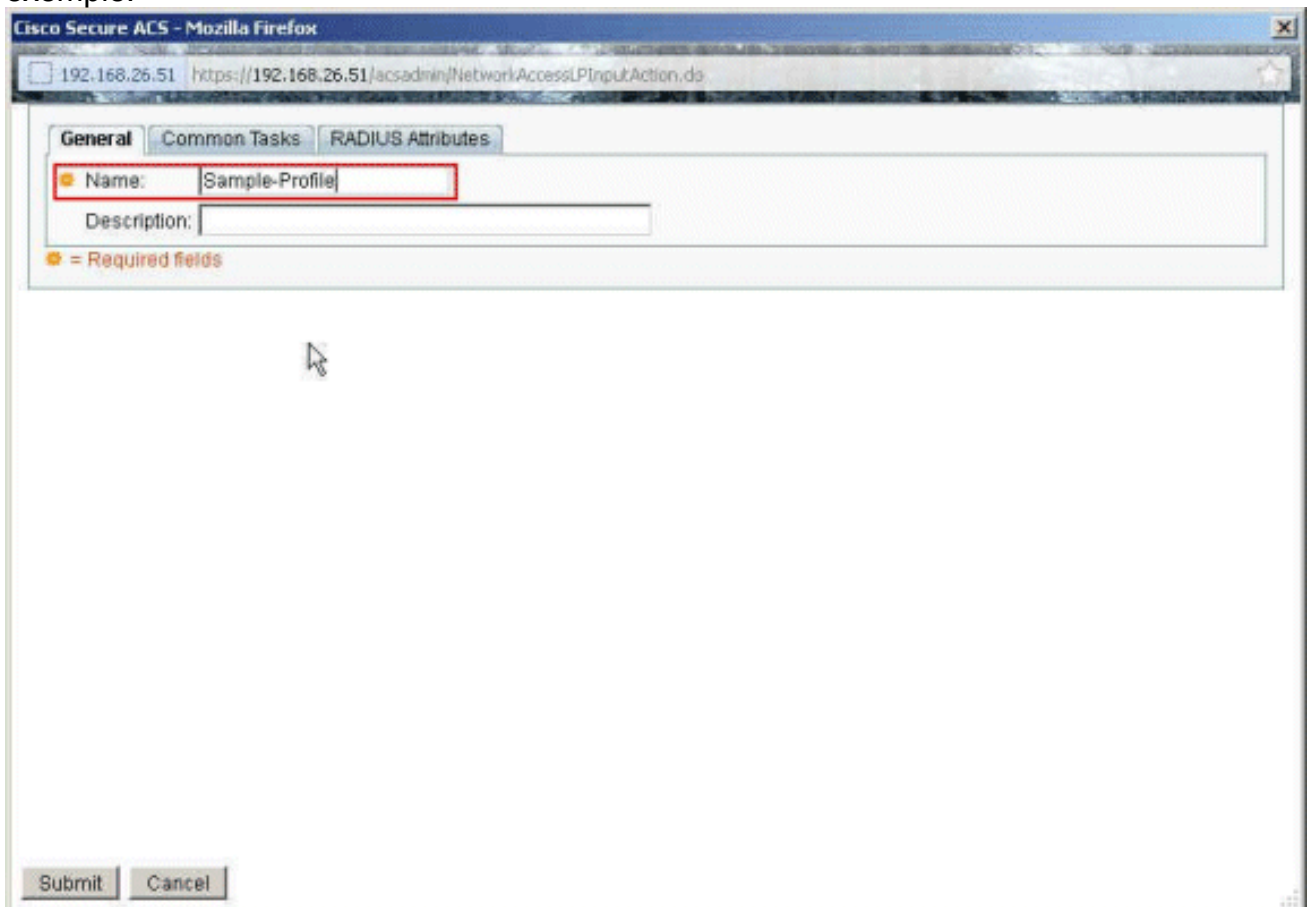 exemplo.
Cisco Secure ACS - Mozilla Firefox
192.168.26.51 https://192.168.26.51/acsadmin/NetworkAccessLPInputAction.do
General Common Tasks RADIUS Attributes
Name: Sample-Profile
Description:
= Required fields
Submit Cancel